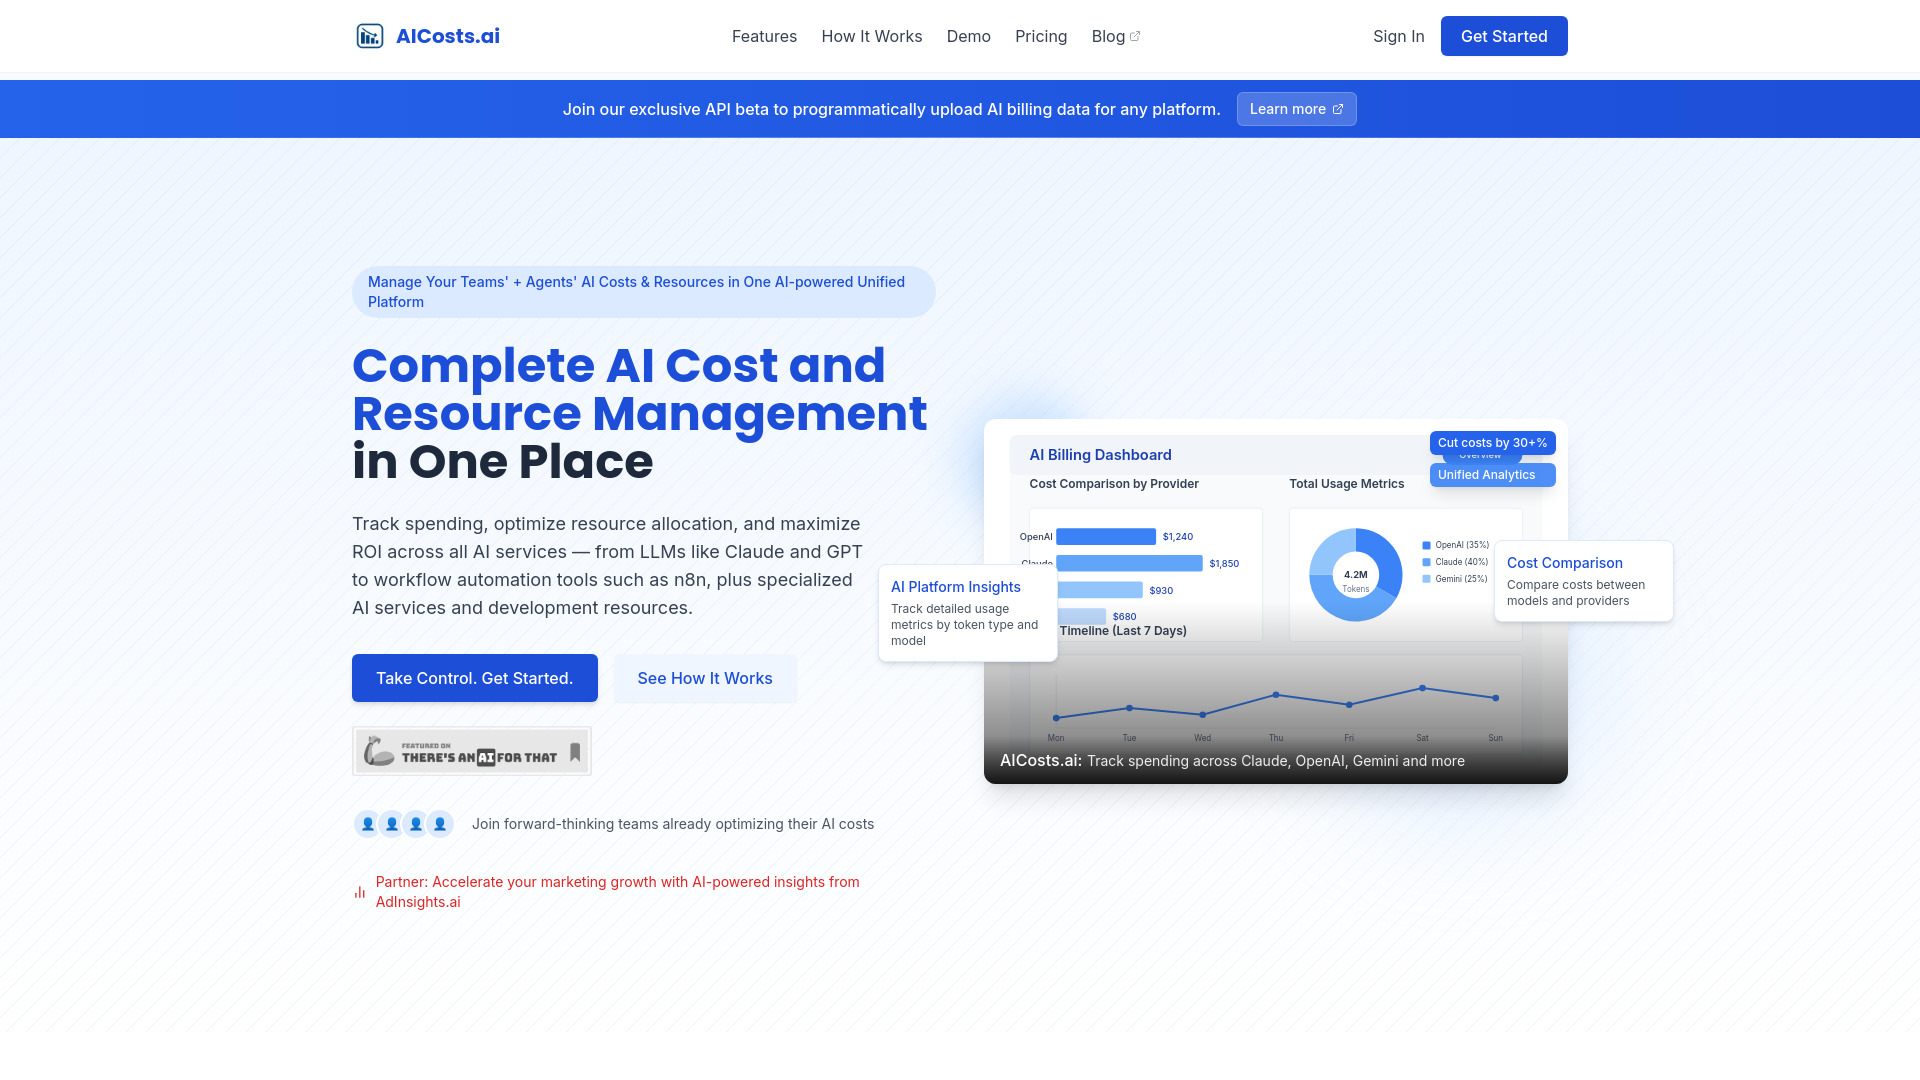 AICosts.ai
Features
How It Works
Demo
Pricing
Blog
Sign In
Get Started
Join our exclusive API beta to programmatically upload AI billing data for any platform.
Learn more
Manage Your Teams' + Agents' AI Costs & Resources in One AI-powered Unified
Platform
Complete AI Cost and
Resource Management
in One Place
Track spending, optimize resource allocation, and maximize
ROI across all AI services — from LLMs like Claude and GPT
to workflow automation tools such as n8n, plus specialized
AI services and development resources.
Take Control. Get Started.
See How It Works
FEATURED ON
THERE'S AN AI FOR THAT
Join forward-thinking teams already optimizing their AI costs
Partner: Accelerate your marketing growth with AI-powered insights from
AdInsights.ai
AI Billing Dashboard
Cut costs by 30+%
Overview
Unified Analytics
Cost Comparison by Provider
Total Usage Metrics
OpenAI
$1,240
Claude
$1,850
$930
$680
4.2M
Tokens
OpenAI (35%)
Claude (40%)
Gemini (25%)
AI Platform Insights
Track detailed usage
metrics by token type and
model
Cost Comparison
Compare costs between
models and providers
Timeline (Last 7 Days)
Mon
Tue
Wed
Thu
Fri
Sat
Sun
AICosts.ai: Track spending across Claude, OpenAI, Gemini and more